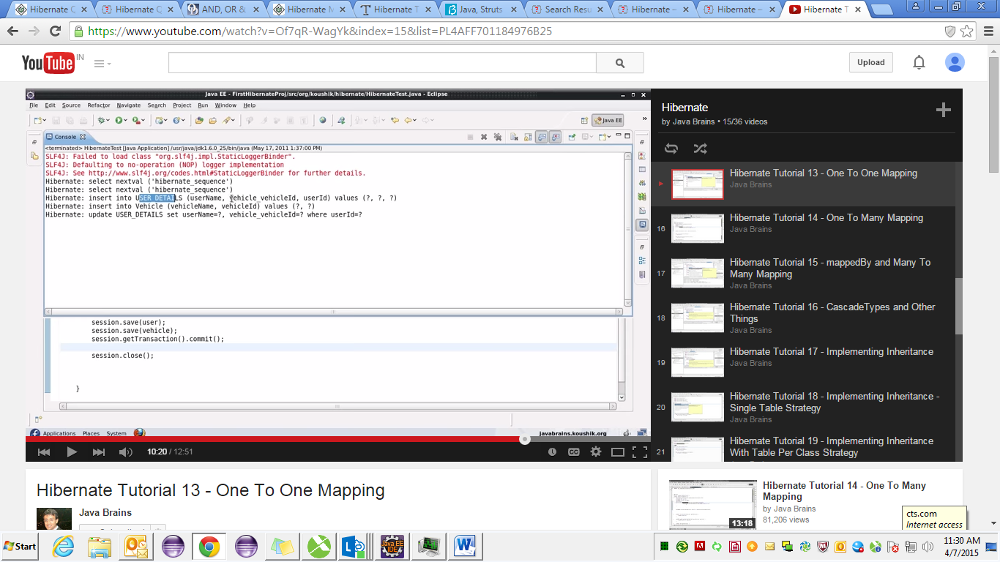 Hibernate Q
Hibernate Q
AND, OR &
Hibernate M
Hibernate T
Java, Struts
Search Resu
Hibernate –
Hibernate –
Hibernate T
https://www.youtube.com/watch?v=Of7qR-WagYk&index=15&list=PL4AFF701184976B25
YouTube IN
Upload
Java EE - FirstHibernateProj/src/org/koushik/hibernate/HibernateTest.java - Eclipse
File Edit Source Refactor Navigate Search Project Run Window Help
Java EE
Console
<terminated> HibernateTest [Java Application] /usr/java/jdk1.6.0_25/bin/java (May 17, 2011 1:37:00 PM)
SLF4J: Failed to load class "org.slf4j.impl.StaticLoggerBinder".
SLF4J: Defaulting to no-operation (NOP) logger implementation
SLF4J: See http://www.slf4j.org/codes.html#StaticLoggerBinder for further details.
Hibernate: select nextval ('hibernate_sequence')
Hibernate: select nextval ('hibernate_sequence')
Hibernate: insert into USER_DETAILS (userName, vehicle_vehicleId, userId) values (?, ?, ?)
Hibernate: insert into Vehicle (vehicleName, vehicleId) values (?, ?)
Hibernate: update USER_DETAILS set userName=?, vehicle_vehicleId=? where userId=?
session.save(user);
session.save(vehicle);
session.getTransaction().commit();
session.close();
}
Applications Places System
javabrains.koushik.org
10:20 / 12:51
CC
Hibernate
by Java Brains • 15/36 videos
Hibernate Tutorial 13 - One To One Mapping
Java Brains
16
Hibernate Tutorial 14 - One To Many Mapping
Java Brains
17
Hibernate Tutorial 15 - mappedBy and Many To
Many Mapping
Java Brains
18
Hibernate Tutorial 16 - CascadeTypes and Other
Things
Java Brains
19
Hibernate Tutorial 17 - Implementing Inheritance
Java Brains
20
Hibernate Tutorial 18 - Implementing Inheritance -
Single Table Strategy
Java Brains
21
Hibernate Tutorial 19 - Implementing Inheritance
With Table Per Class Strategy
Hibernate Tutorial 13 - One To One Mapping
Java Brains
13:18
Hibernate Tutorial 14 - One To Many
Mapping
by Java Brains
81,206 views
cts.com
Internet access
Start
Java EE
IDE
11:30 AM
4/7/2015